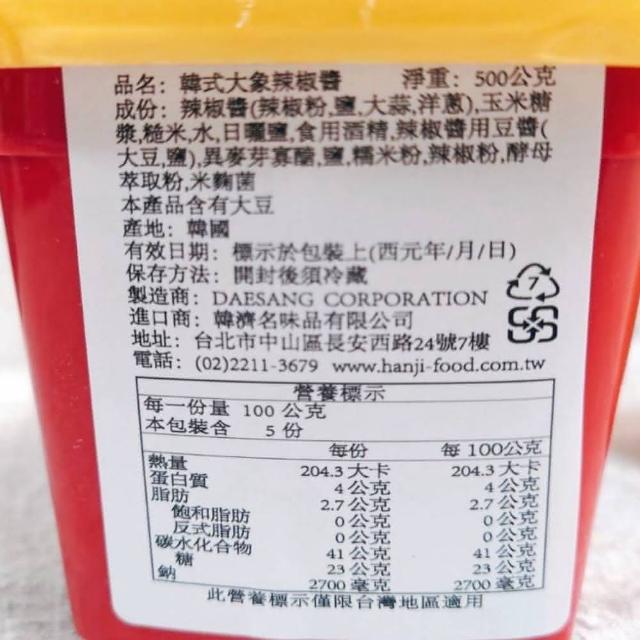 品名: 韓式大象辣椒醬 淨重: 500公克
成份: 辣椒醬(辣椒粉,鹽,大蒜,洋蔥),玉米糖
漿,糙米,水,日曬鹽,食用酒精,辣椒醬用豆醬(
大豆,鹽),異麥芽寡醣,鹽,糯米粉,辣椒粉,酵母
萃取粉,米麴菌
本產品含有大豆
產地: 韓國
有效日期: 標示於包裝上(西元年/月/日)
保存方法: 開封後須冷藏
製造商: DAESANG CORPORATION
進口商: 韓濟名味品有限公司
地址: 台北市中山區長安西路24號7樓
電話: (02)2211-3679 www.hanji-food.com.tw
7
營養標示
每一份量 100 公克
本包裝含 5 份
每份 每 100公克
熱量 204.3 大卡 204.3 大卡
蛋白質 4 公克 4 公克
脂肪 2.7 公克 2.7 公克
飽和脂肪 0 公克 0 公克
反式脂肪 0 公克 0 公克
碳水化合物 41 公克 41 公克
糖 23 公克 23 公克
鈉 2700 毫克 2700 毫克
此營養標示僅限台灣地區適用